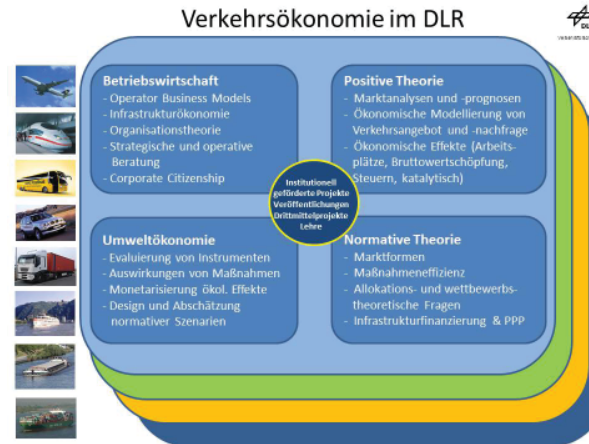 Verkehrsökonomie im DLR
DLR
Betriebswirtschaft
- Operator Business Models
- Infrastrukturökonomie
- Organisationstheorie
- Strategische und operative
Beratung
- Corporate Citizenship
Positive Theorie
- Marktanalysen und -prognosen
- Ökonomische Modellierung von
Verkehrsangebot und -nachfrage
- Ökonomische Effekte (Arbeits-
plätze, Bruttowertschöpfung,
Steuern, katalytisch)
Institutionell
geförderte Projekte
Veröffentlichungen
Drittmittelprojekte
Lehre
Umweltökonomie
- Evaluierung von Instrumenten
- Auswirkungen von Maßnahmen
- Monetarisierung ökol. Effekte
- Design und Abschätzung
normativer Szenarien
Normative Theorie
- Marktformen
- Maßnahmeneffizienz
- Allokations- und wettbewerbs-
theoretische Fragen
- Infrastrukturfinanzierung & PPP